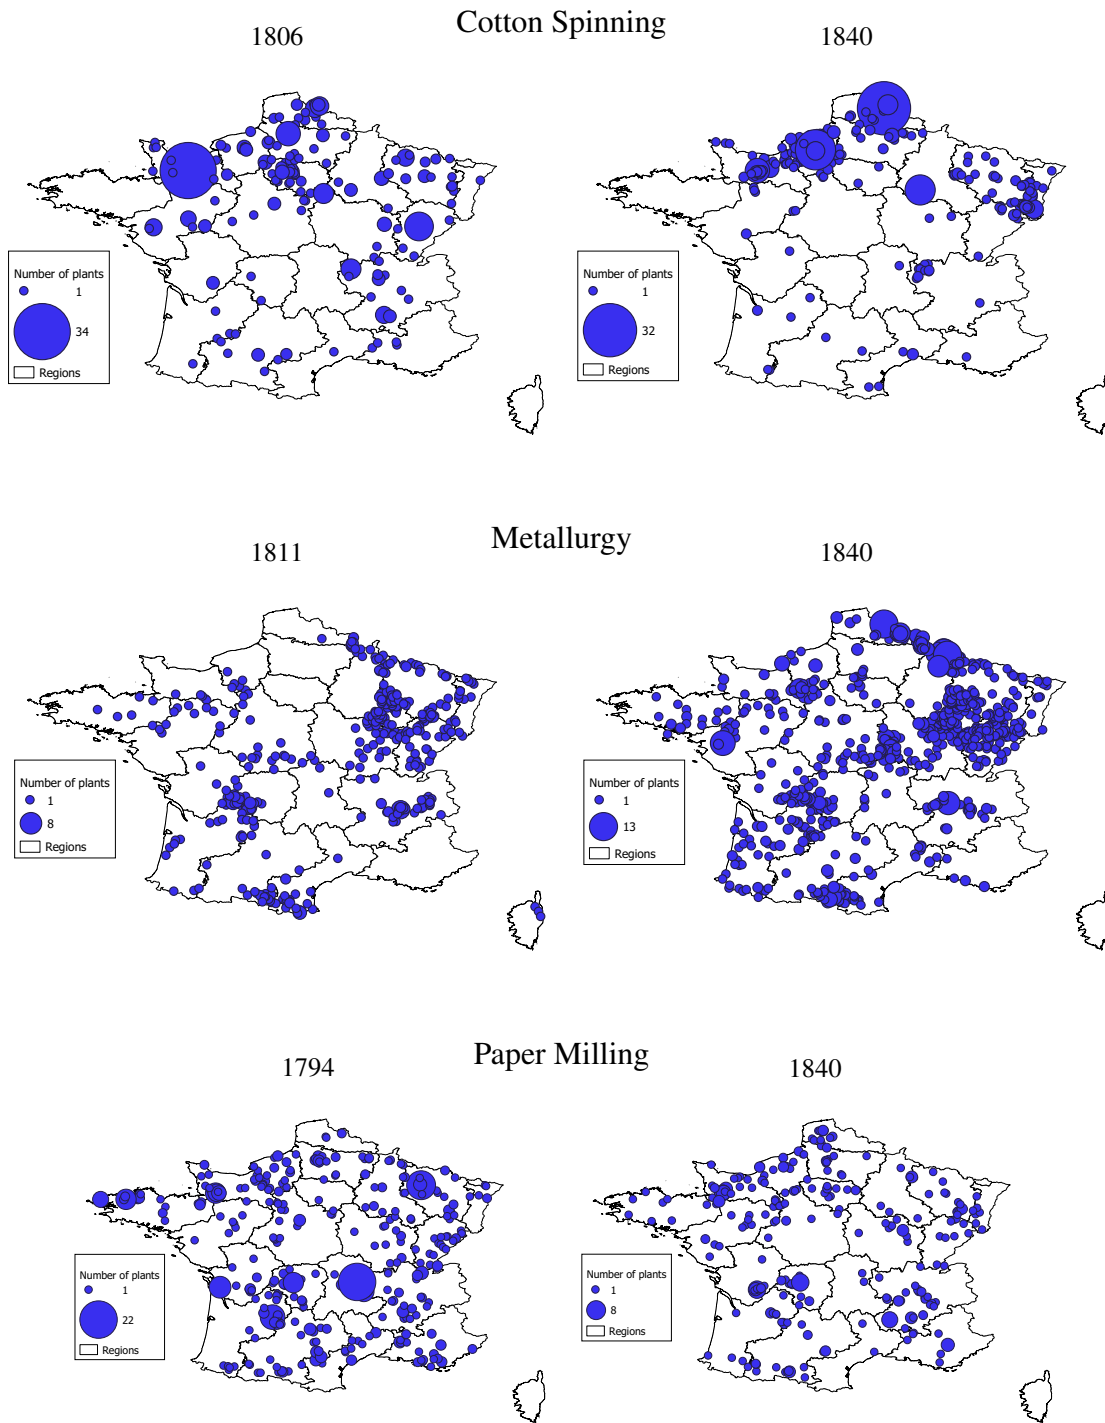 Cotton Spinning
1806
1840
Number of plants
1
34
Regions
Number of plants
1
32
Regions
Metallurgy
1811
1840
Number of plants
1
8
Regions
Number of plants
1
13
Regions
Paper Milling
1794
1840
Number of plants
1
22
Regions
Number of plants
1
8
Regions